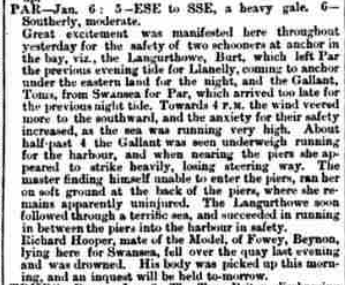 PAR—Jan. 6: 5—ESE to SSE, a heavy gale. 6—
Southerly, moderate.
Great excitement was manifested here throughout
yesterday for the safety of two schooners at anchor in
the bay, viz., the Langurthowe, Burt, which left Par
the previous evening tide for Llanelly, coming to anchor
under the eastern land for the night, and the Gallant,
Toms, from Swansea for Par, which arrived too late for
the previous night tide. Towards 4 P.M. the wind veered
more to the southward, and the anxiety for their safety
increased, as the sea was running very high. About
half-past 4 the Gallant was seen underweigh running
for the harbour, and when nearing the piers she ap-
peared to strike heavily, losing steering way. The
master finding himself unable to enter the piers, ran her
on soft ground at the back of the piers, where she re-
mains apparently uninjured. The Langurthowe soon
followed through a terrific sea, and succeeded in running
in between the piers into the harbour in safety.
Richard Hooper, mate of the Model, of Fowey, Beynon,
lying here for Swansea, fell over the quay last evening
and was drowned. His body was picked up this morn-
ing, and an inquest will be held to-morrow.